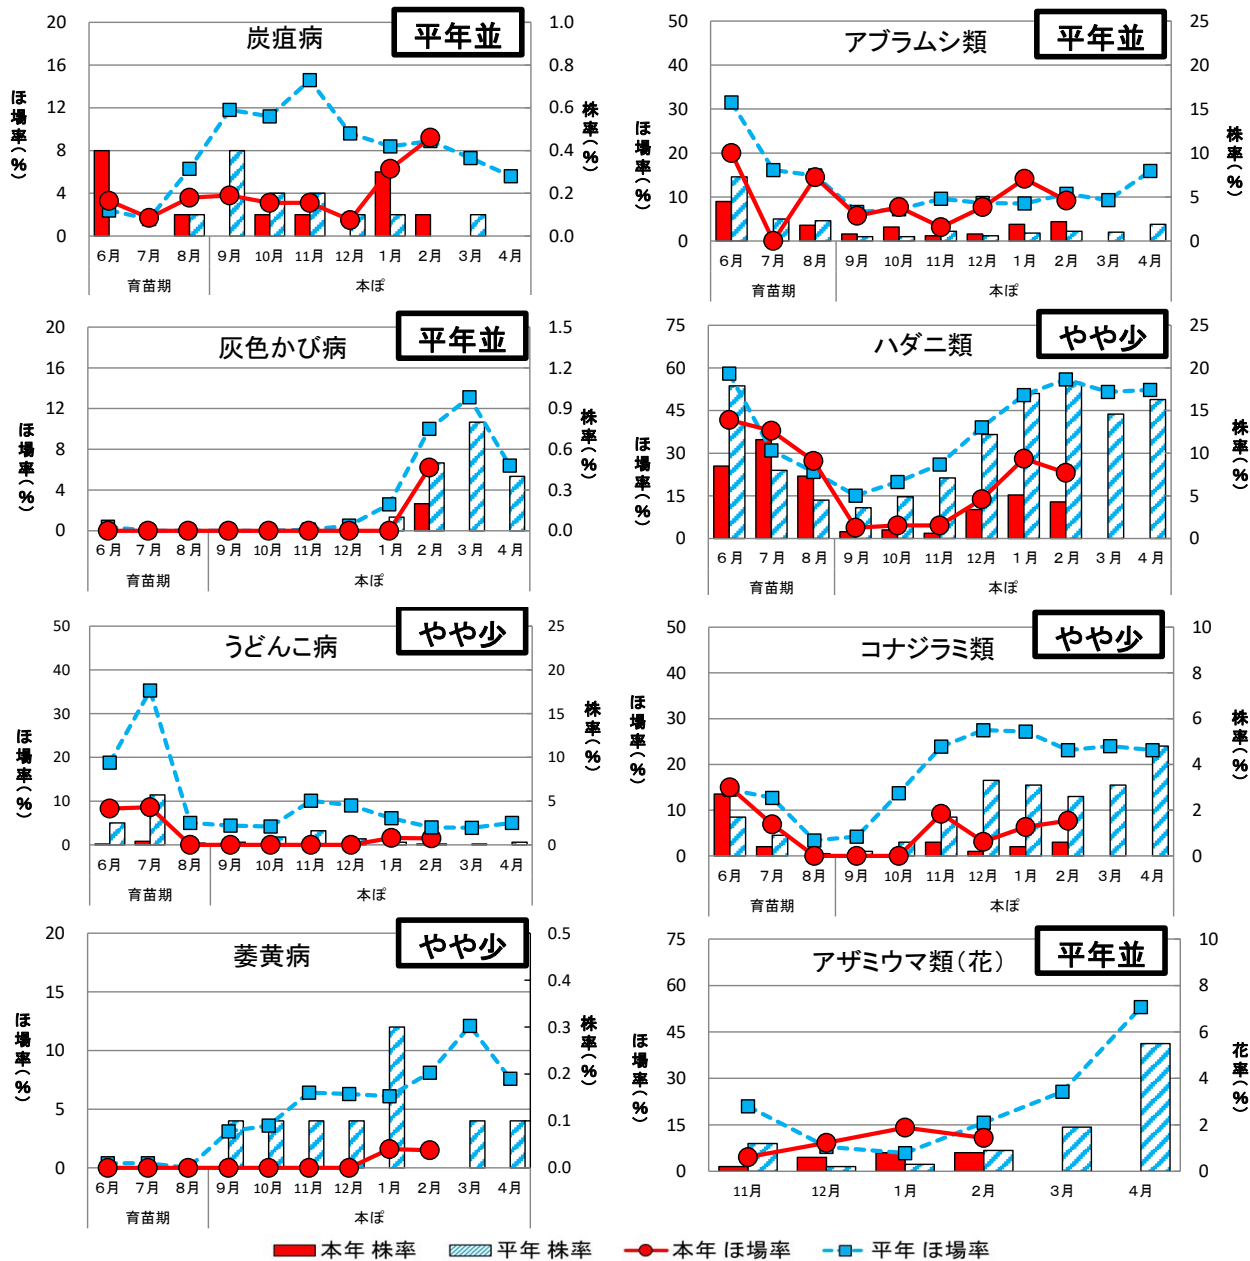 炭疽病
平年並
ほ場率(%)
株率(%)
20
16
12
8
4
0
1.0
0.8
0.6
0.4
0.2
0.0
6月 7月 8月 9月 10月 11月 12月 1月 2月 3月 4月
育苗期 本ぽ
アブラムシ類
平年並
ほ場率(%)
株率(%)
50
40
30
20
10
0
25
20
15
10
5
0
6月 7月 8月 9月 10月 11月 12月 1月 2月 3月 4月
育苗期 本ぽ
灰色かび病
平年並
ほ場率(%)
株率(%)
20
16
12
8
4
0
1.5
1.2
0.9
0.6
0.3
0.0
6月 7月 8月 9月 10月 11月 12月 1月 2月 3月 4月
育苗期 本ぽ
ハダニ類
やや少
ほ場率(%)
株率(%)
75
60
45
30
15
0
25
20
15
10
5
0
6月 7月 8月 9月 10月 11月 12月 1月 2月 3月 4月
育苗期 本ぽ
うどんこ病
やや少
ほ場率(%)
株率(%)
50
40
30
20
10
0
25
20
15
10
5
0
6月 7月 8月 9月 10月 11月 12月 1月 2月 3月 4月
育苗期 本ぽ
コナジラミ類
やや少
ほ場率(%)
株率(%)
50
40
30
20
10
0
10
8
6
4
2
0
6月 7月 8月 9月 10月 11月 12月 1月 2月 3月 4月
育苗期 本ぽ
萎黄病
やや少
ほ場率(%)
株率(%)
20
15
10
5
0
0.5
0.4
0.3
0.2
0.1
0.0
6月 7月 8月 9月 10月 11月 12月 1月 2月 3月 4月
育苗期 本ぽ
アザミウマ類(花)
平年並
ほ場率(%)
花率(%)
75
60
45
30
15
0
10
8
6
4
2
0
11月 12月 1月 2月 3月 4月
本年 株率 平年 株率 本年 ほ場率 平年 ほ場率